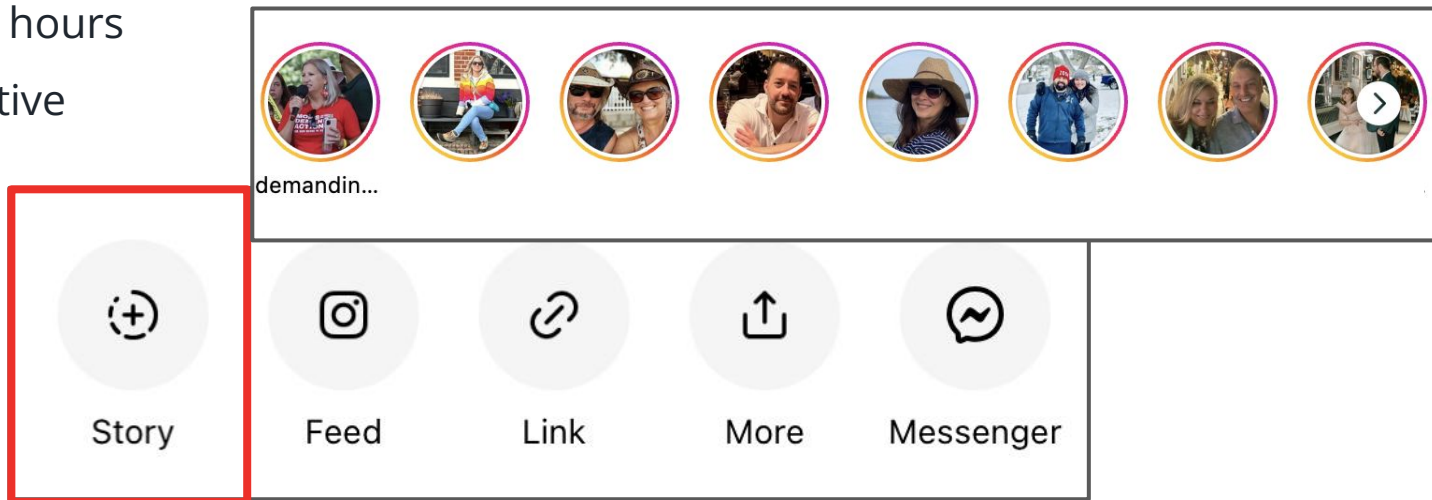 hours
tive
demandin...
Story
Feed
Link
More
Messenger